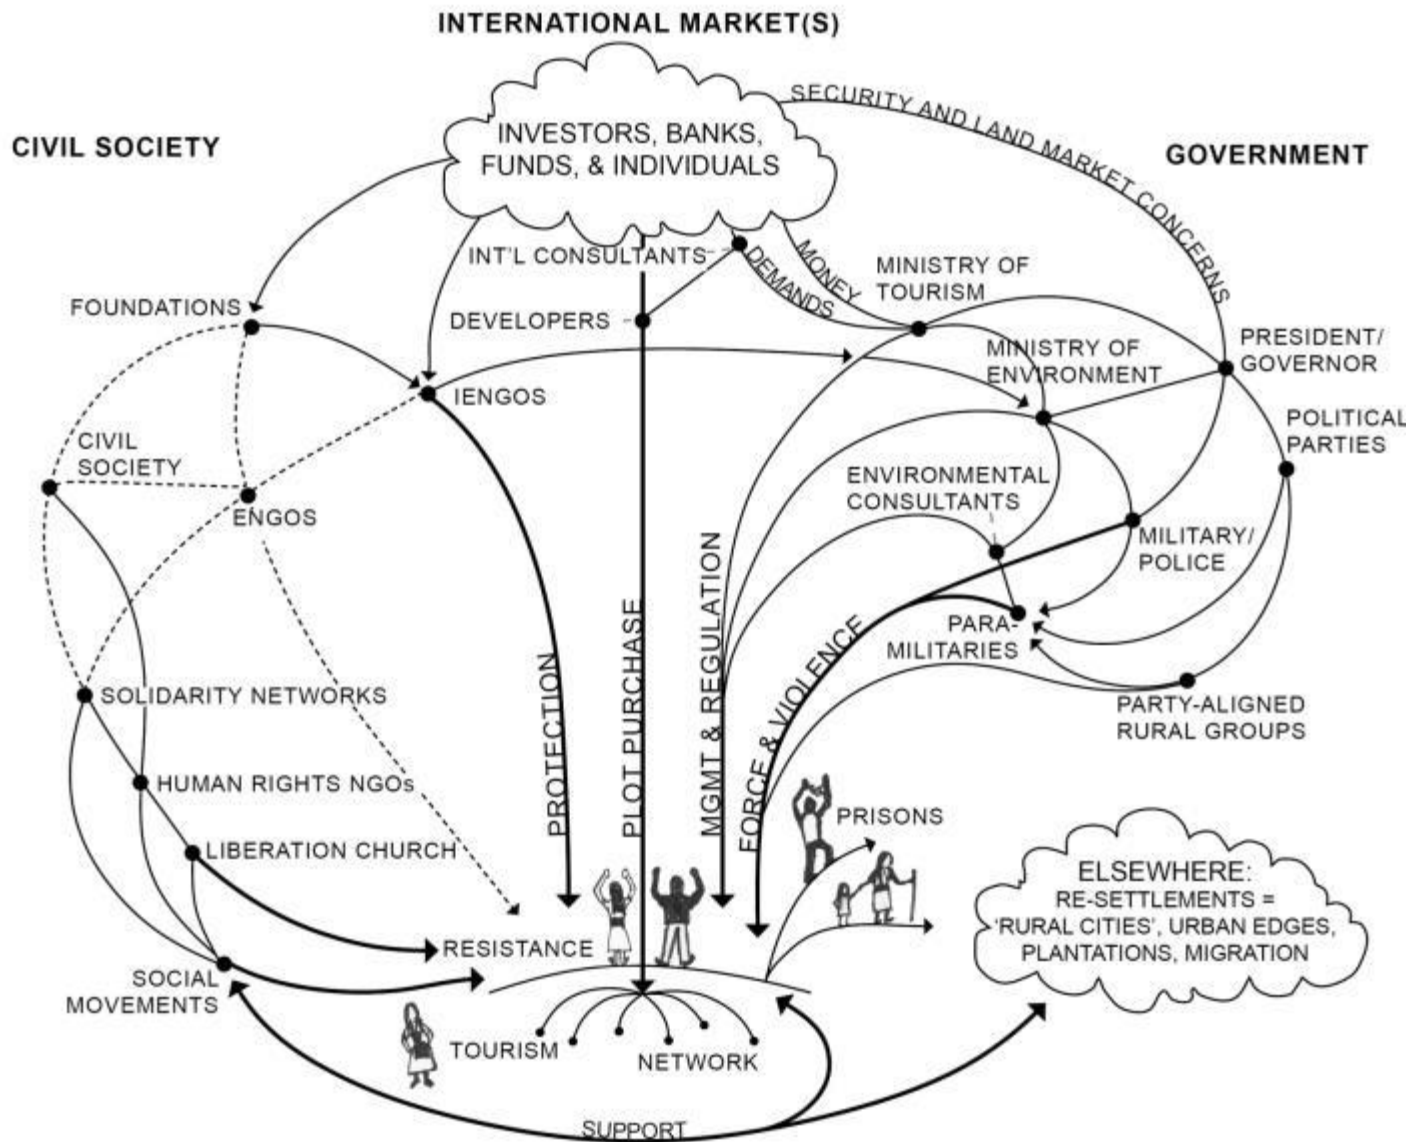 INTERNATIONAL MARKET(S)
CIVIL SOCIETY
GOVERNMENT
INVESTORS, BANKS,
FUNDS, & INDIVIDUALS
SECURITY AND LAND MARKET CONCERNS
INT'L CONSULTANTS
DEMANDS
MONEY
MINISTRY OF
TOURISM
FOUNDATIONS
DEVELOPERS
MINISTRY OF
ENVIRONMENT
PRESIDENT/
GOVERNOR
IENGOS
POLITICAL
PARTIES
CIVIL
SOCIETY
ENGOS
ENVIRONMENTAL
CONSULTANTS
MILITARY/
POLICE
PARA-
MILITARIES
SOLIDARITY NETWORKS
PARTY-ALIGNED
RURAL GROUPS
PROTECTION
PLOT PURCHASE
MGMT & REGULATION
FORCE & VIOLENCE
HUMAN RIGHTS NGOs
PRISONS
LIBERATION CHURCH
ELSEWHERE:
RE-SETTLEMENTS =
'RURAL CITIES', URBAN EDGES,
PLANTATIONS, MIGRATION
RESISTANCE
SOCIAL
MOVEMENTS
TOURISM
NETWORK
SUPPORT